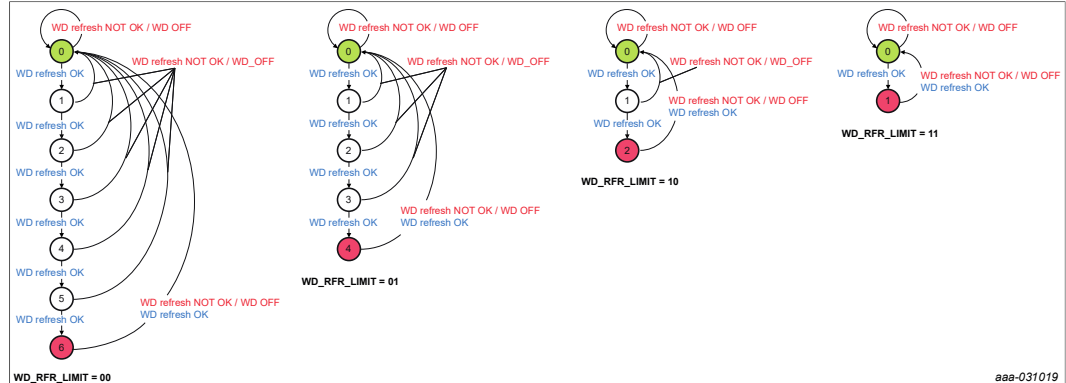 WD refresh NOT OK / WD OFF
0
WD refresh NOT OK / WD_OFF
WD refresh OK
1
WD refresh OK
2
WD refresh OK
3
WD refresh OK
4
WD refresh OK
5
WD refresh NOT OK / WD OFF
WD refresh OK
WD refresh OK
6
WD_RFR_LIMIT = 00
WD refresh NOT OK / WD OFF
0
WD refresh NOT OK / WD_OFF
WD refresh OK
1
WD refresh OK
2
WD refresh OK
3
WD refresh NOT OK / WD OFF
WD refresh OK
WD refresh OK
4
WD_RFR_LIMIT = 01
WD refresh NOT OK / WD OFF
0
WD refresh NOT OK / WD_OFF
WD refresh OK
1
WD refresh NOT OK / WD OFF
WD refresh OK
WD refresh OK
2
WD_RFR_LIMIT = 10
WD refresh NOT OK / WD OFF
0
WD refresh OK
WD refresh NOT OK / WD OFF
WD refresh OK
1
WD_RFR_LIMIT = 11
aaa-031019